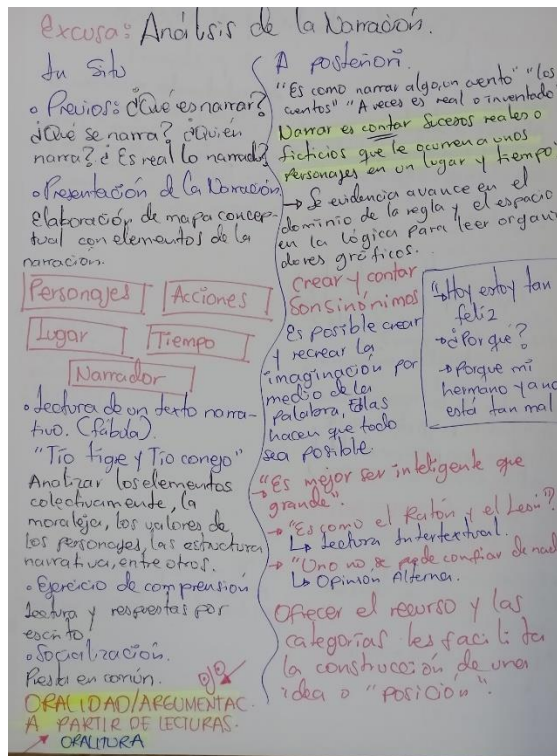 Excusa: Análisis de la Narración.
In Situ
• Previos: ¿Qué es narrar?
¿Qué se narra? ¿Quién
narra? ¿Es real lo narrado?
• Presentación de la Narración
elaboración de mapa concep-
tual con elementos de la
narración.
Personajes
Acciones
Lugar
Tiempo
Narrador
• Lectura de un texto narra-
tivo. (fábula).
"Tío tigre y Tío conejo"
Analizar los elementos
colectivamente, la
moraleja, los valores de
los personajes, las estructura
narrativa, entre otros.
• Ejercicio de comprensión
lectura y respuestas por
escrito
• Socialización.
Puesta en común.
ORALIDAD/ARGUMENTAC.
A PARTIR DE LECTURAS.
ORALITURA
A posteriori.
"Es como narrar algo, un cuento" "los
cuentos" "A veces es real o inventado"
Narrar es contar sucesos reales o
ficticios que le ocurren a unos
personajes en un lugar y tiempo.
→ Se evidencia avance en el
dominio de la regla y el espacio
en la lógica para leer organi
dores gráficos.
Crear y contar
son sinónimos
Es posible crear
y recrear la
imaginación por
medio de la
palabra, ellas
hacen que todo
sea posible.
"Hoy estoy tan
feliz
→ ¿Por qué?
→ Porque mi
hermano ya no
está tan mal
→ "Es mejor ser inteligente que
grande".
→ "Es como el Ratón y el León"?
↳ Lectura Intertextual.
→ "Uno no se puede confiar de nad
↳ Opinión Alterna.
Ofrecer el recurso y las
categorías les facilita
la construcción de una
idea o "posición".